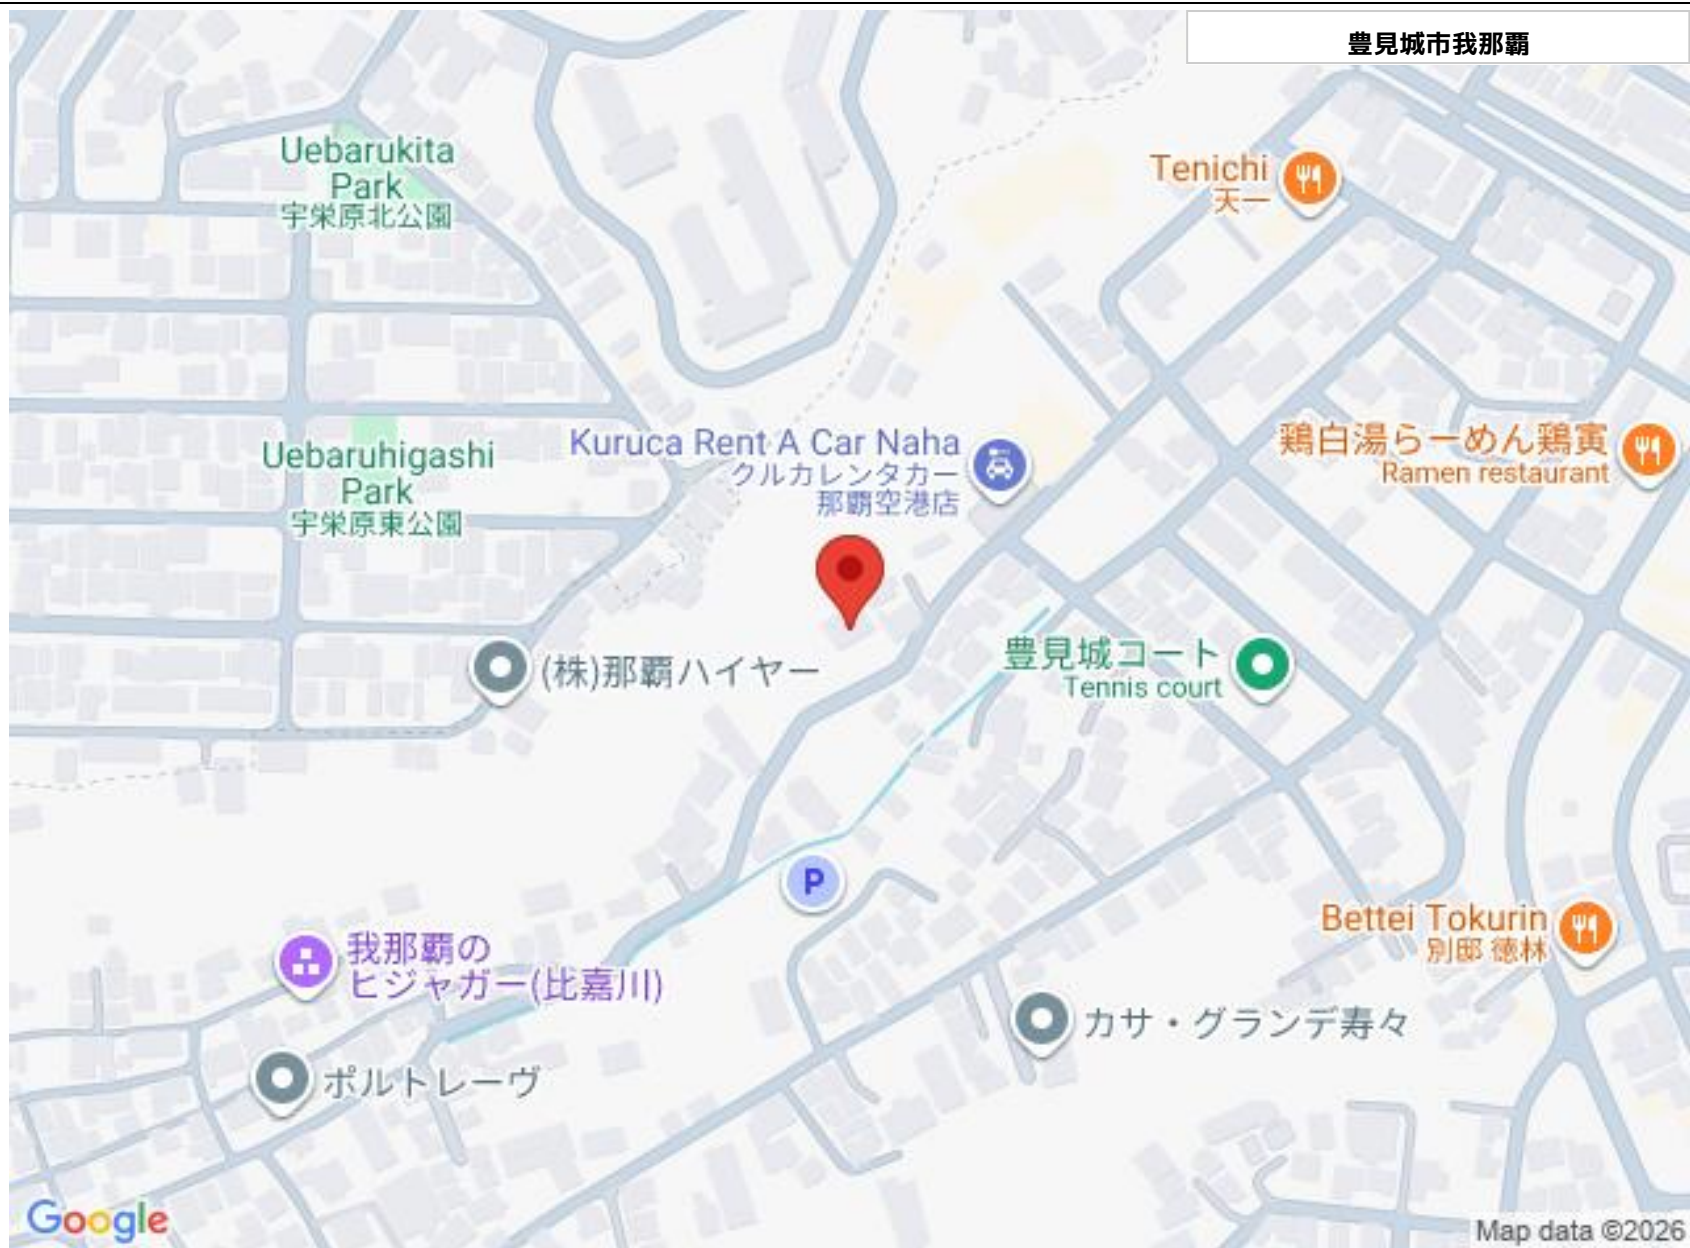 豊見城市我那覇
Uebarukita
Park
宇栄原北公園
Tenichi
天一
Uebaruhigashi
Park
宇栄原東公園
Kuruca Rent A Car Naha
クルカレンタカー
那覇空港店
鶏白湯らーめん鶏寅
Ramen restaurant
(株)那覇ハイヤー
豊見城コート
Tennis court
P
我那覇の
ヒジャガー(比嘉川)
Bettei Tokurin
別邸 徳林
カサ・グランデ寿々
ポルトレーヴ
Google
Map data ©2026